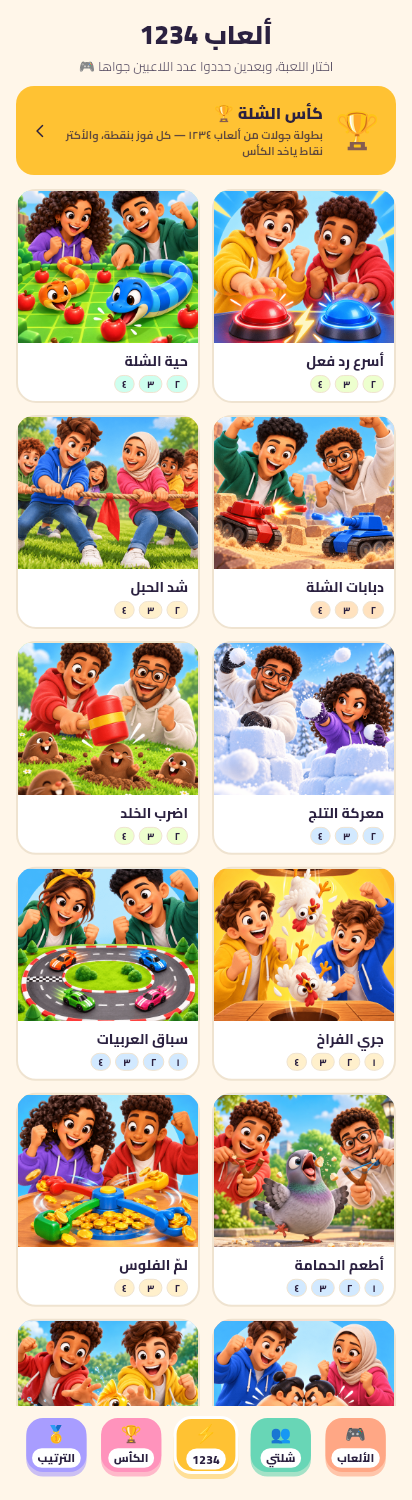 ألعاب 1234
اختار اللعبة، وبعدين حددوا عدد اللاعبين جواها 🎮
كأس الشلة 🏆
بطولة جولات من ألعاب ١٢٣٤ — كل فوز بنقطة، والأكتر
نقاط ياخد الكأس
أسرع رد فعل
٢ ٣ ٤
حية الشلة
٢ ٣ ٤
دبابات الشلة
٢ ٣ ٤
شد الحبل
٢ ٣ ٤
معركة التلج
٢ ٣ ٤
اضرب الخلد
٢ ٣ ٤
جري الفراخ
١ ٢ ٣ ٤
سباق العربيات
١ ٢ ٣ ٤
أطعم الحمامة
١ ٢ ٣ ٤
لمّ الفلوس
٢ ٣ ٤
الألعاب
شلتي
1234
الكأس
الترتيب